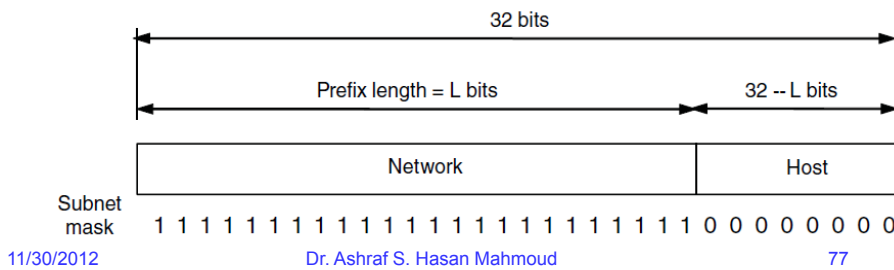 32 bits
Prefix length = L bits 32 -- L bits
Network Host
Subnet
mask 1 1 1 1 1 1 1 1 1 1 1 1 1 1 1 1 1 1 1 1 1 1 1 1 0 0 0 0 0 0 0 0
11/30/2012 Dr. Ashraf S. Hasan Mahmoud 77